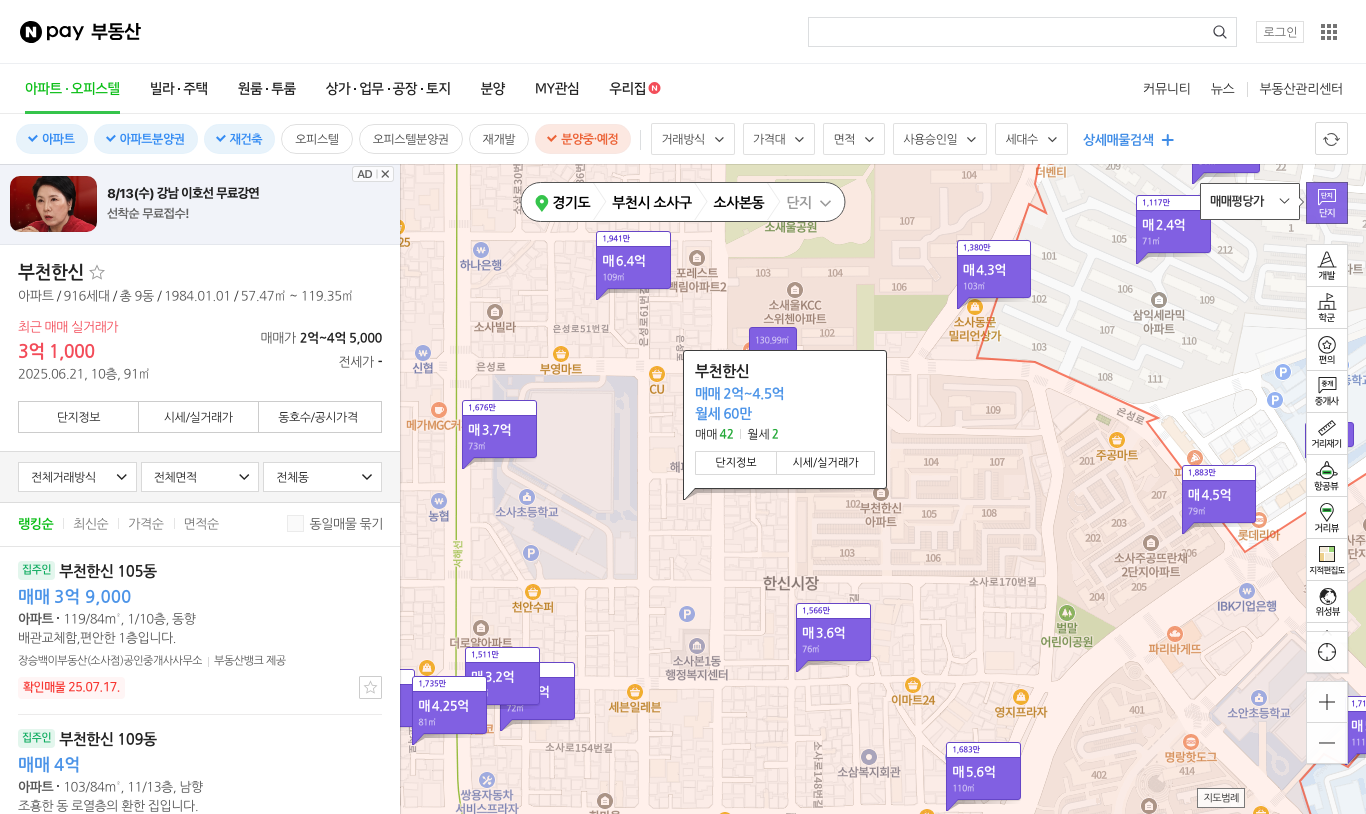 N pay 부동산
로그인
아파트·오피스텔
빌라·주택
원룸·투룸
상가·업무·공장·토지
분양
MY관심
우리집 N
커뮤니티
뉴스
부동산관리센터
아파트
아파트분양권
재건축
오피스텔
오피스텔분양권
재개발
분양중·예정
거래방식
가격대
면적
사용승인일
세대수
상세매물검색
AD
8/13(수) 강남 이호선 무료강연
선착순 무료접수!
부천한신
아파트 / 916세대 / 총 9동 / 1984.01.01 / 57.47㎡ ~ 119.35㎡
최근 매매 실거래가
3억 1,000
2025.06.21, 10층, 91㎡
매매가 2억~4억 5,000
전세가 -
단지정보
시세/실거래가
동호수/공시가격
전체거래방식
전체면적
전체동
랭킹순
최신순
가격순
면적순
동일매물 묶기
집주인 부천한신 105동
매매 3억 9,000
아파트 · 119/84m², 1/10층, 동향
배관교체함,편안한 1층입니다.
장승백이부동산(소사점)공인중개사사무소 | 부동산뱅크 제공
확인매물 25.07.17.
집주인 부천한신 109동
매매 4억
아파트 · 103/84m², 11/13층, 남향
조흥한 동 로열층의 환한 집입니다.
경기도
부천시 소사구
소사본동
단지
매매평당가
단지
단지
개발
학군
편의
중개
중개사
거리재기
항공뷰
거리뷰
지적편집도
위성뷰
지도범례
부천한신
매매 2억~4.5억
월세 60만
매매 42
월세 2
단지정보
시세/실거래가
130.99㎡
1,941만
매6.4억
109㎡
1,380만
매4.3억
103㎡
1,117만
매2.4억
71㎡
1,676만
매3.7억
73㎡
1,883만
매4.5억
79㎡
1,566만
매3.6억
76㎡
1,511만
매3.2억
1,735만
매4.25억
81㎡
억
72㎡
1,683만
매5.6억
110㎡
더벤티
104
107
소새울공원
하나은행
포레스트
103
104
106
102
105
103
소새울KCC
스위첸아파트
102
소사동문
밀리언상가
삼익세라믹
아파트
106
109
107
110
108
111
212
1
소사빌라
은성로51번길
은성로61번길
신협
은성로
부영마트
CU
농협
소사초등학교
서해선
천안수퍼
더로얄아파트
109
104
101
107
부천한신
아파트
105
108
103
106
102
은성로
주공마트
201
207
202
203
소사주공뜨란채
2단지아파트
롯데리아
한신시장
소사로170번길
IBK기업은행
벌말
어린이공원
파리바게뜨
소사본1동
행정복지센터
세븐일레븐
이마트24
영지프라자
401
소안초등학교
소사로154번길
소사로148번길
소삼복지회관
명랑핫도그
414
402
404
쌍용자동차
서비스프라자